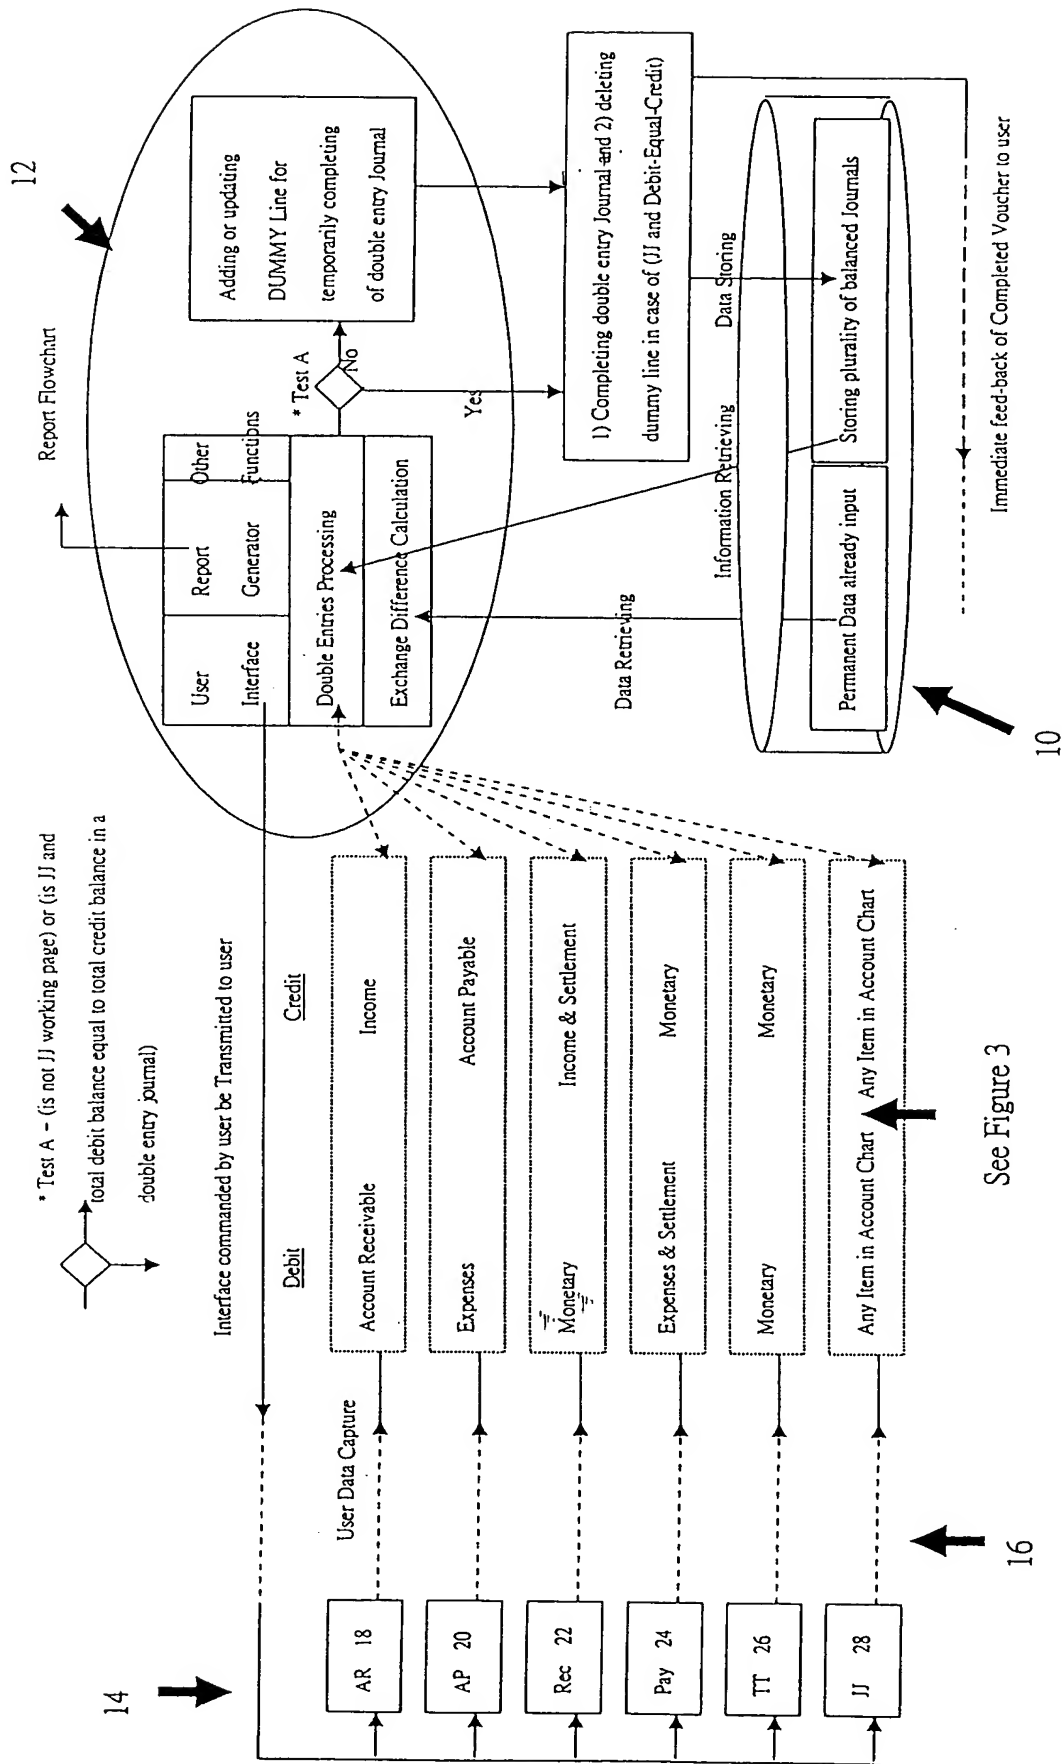 14
AR 18
AP 20
Rec 22
Pay 24
TT 26
JJ 28
16
User Data Capture
Interface commanded by user be Transmitted to user
* Test A – (is not JJ working page) or (is JJ and
total debit balance equal to total credit balance in a
double entry journal)
Debit
Credit
Account Receivable
Income
Expenses
Account Payable
Monetary
Income & Settlement
Expenses & Settlement
Monetary
Monetary
Monetary
Any Item in Account Chart
Any Item in Account Chart
See Figure 3
12
Report Flowchart
User
Interface
Report
Generator
Other
Functions
Double Entries Processing
Exchange Difference Calculation
* Test A
No
Yes
Adding or updating
DUMMY Line for
temporarily completing
of double entry Journal
1) Completing double entry Journal and 2) deleting
dummy line in case of (JJ and Debit-Equal-Credit)
Data Retrieving
Information Retrieving
Data Storing
Permanent Data already input
Storing plurality of balanced Journals
10
Immediate feed-back of Completed Voucher to user